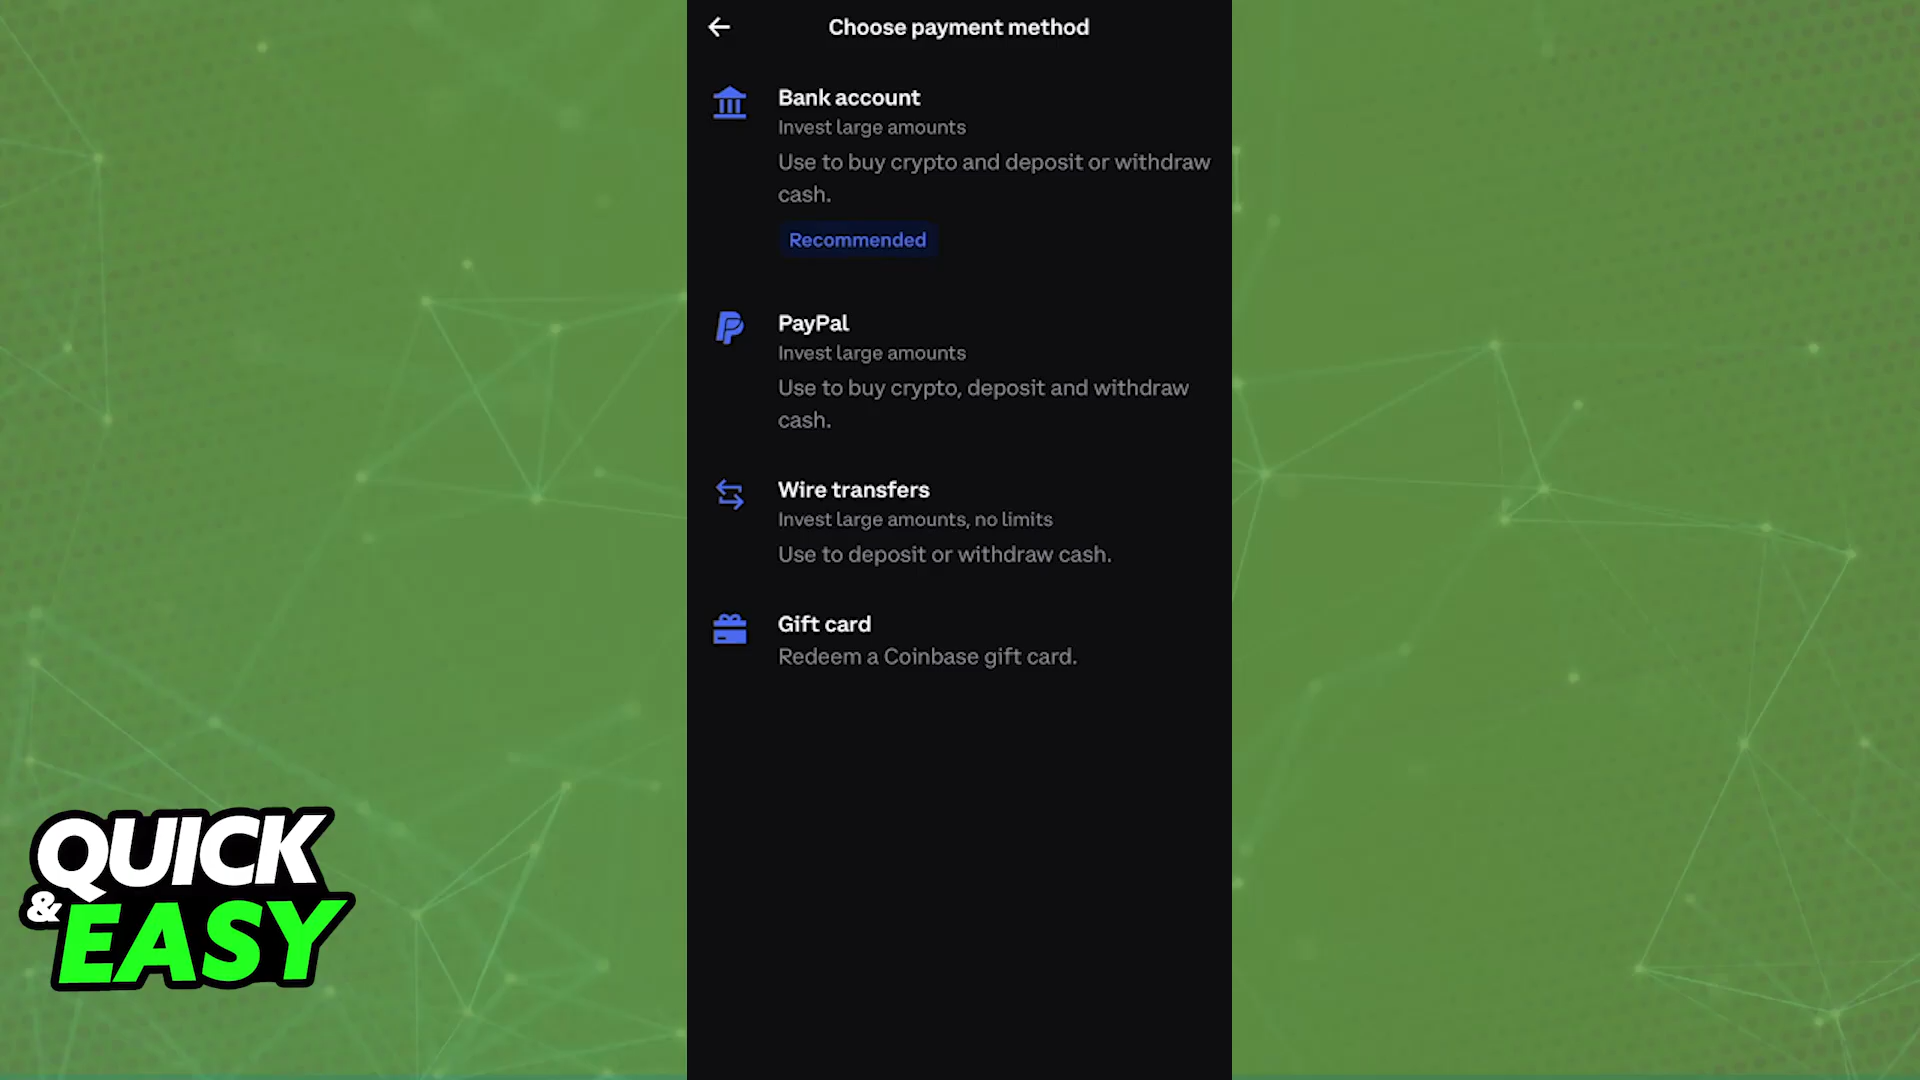 Choose payment method
Bank account
Invest large amounts
Use to buy crypto and deposit or withdraw
cash.
Recommended
PayPal
Invest large amounts
Use to buy crypto, deposit and withdraw
cash.
Wire transfers
Invest large amounts, no limits
Use to deposit or withdraw cash.
Gift card
Redeem a Coinbase gift card.
QUICK
& EASY